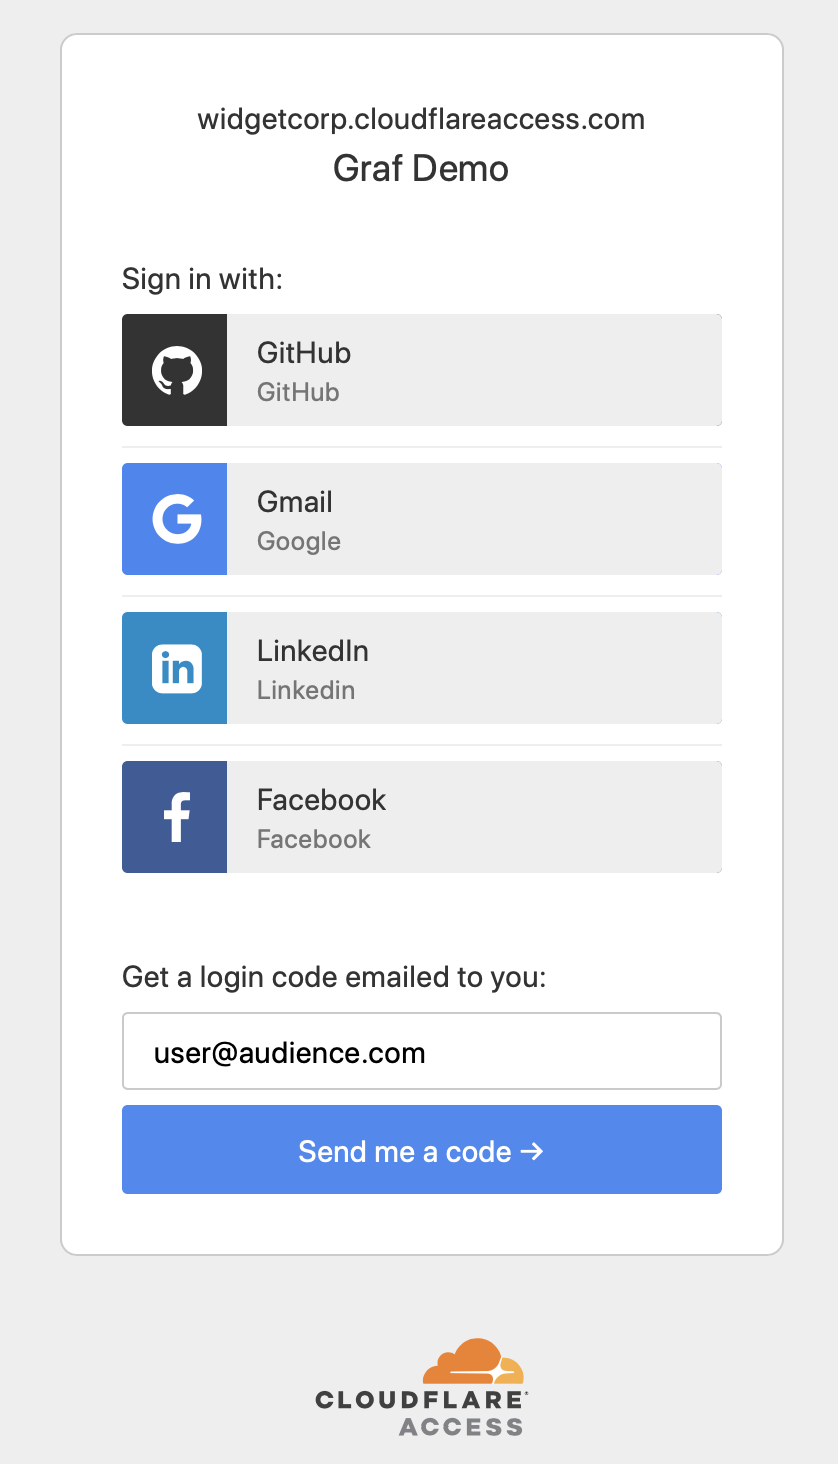 widgetcorp.cloudflareaccess.com
Graf Demo
Sign in with:
GitHub
GitHub
Gmail
Google
LinkedIn
Linkedin
Facebook
Facebook
Get a login code emailed to you:
user@audience.com
Send me a code →
CLOUDFLARE
ACCESS